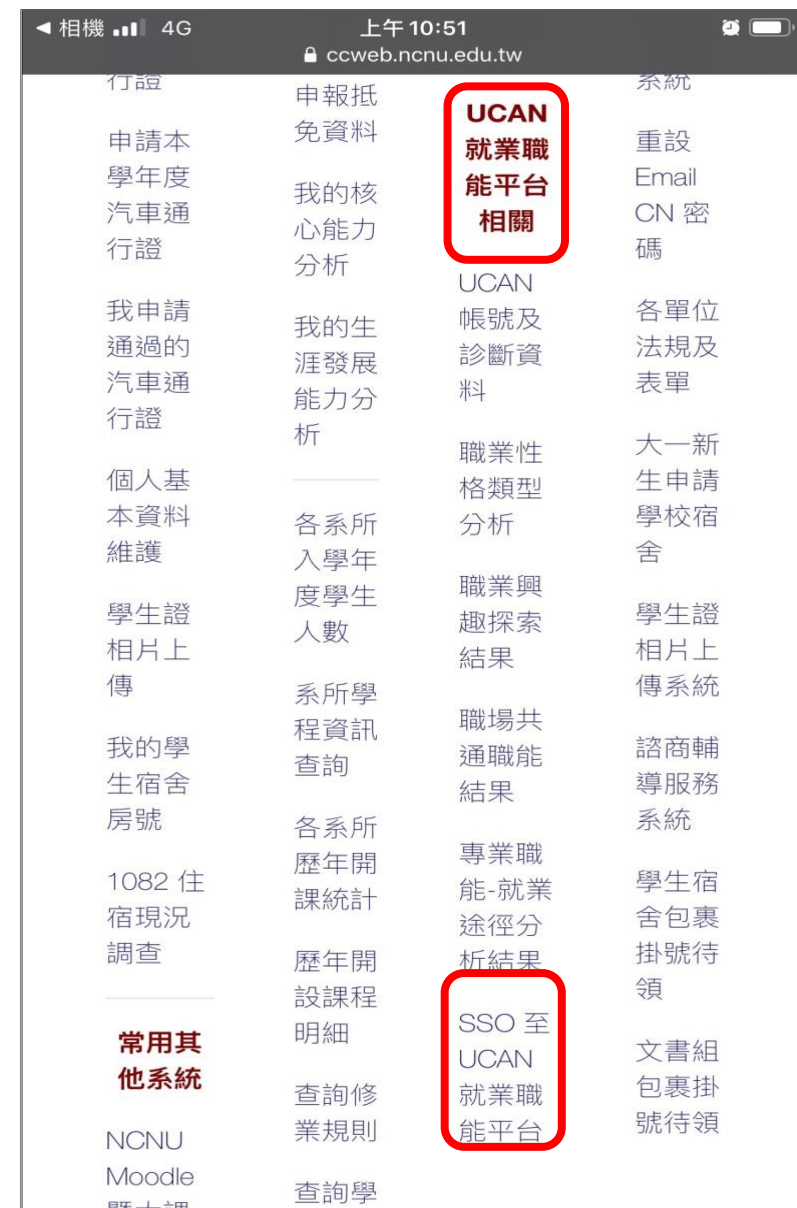 ◀ 相機 4G
上午 10:51
ccweb.ncnu.edu.tw
行證
申請本
學年度
汽車通
行證
我申請
通過的
汽車通
行證
個人基
本資料
維護
學生證
相片上
傳
我的學
生宿舍
房號
1082 住
宿現況
調查
常用其
他系統
NCNU
Moodle
申報抵
免資料
我的核
心能力
分析
我的生
涯發展
能力分
析
各系所
入學年
度學生
人數
系所學
程資訊
查詢
各系所
歷年開
課統計
歷年開
設課程
明細
查詢修
業規則
查詢學
UCAN
就業職
能平台
相關
UCAN
帳號及
診斷資
料
職業性
格類型
分析
職業興
趣探索
結果
職場共
通職能
結果
專業職
能-就業
途徑分
析結果
SSO 至
UCAN
就業職
能平台
系統
重設
Email
CN 密
碼
各單位
法規及
表單
大一新
生申請
學校宿
舍
學生證
相片上
傳系統
諮商輔
導服務
系統
學生宿
舍包裹
掛號待
領
文書組
包裹掛
號待領